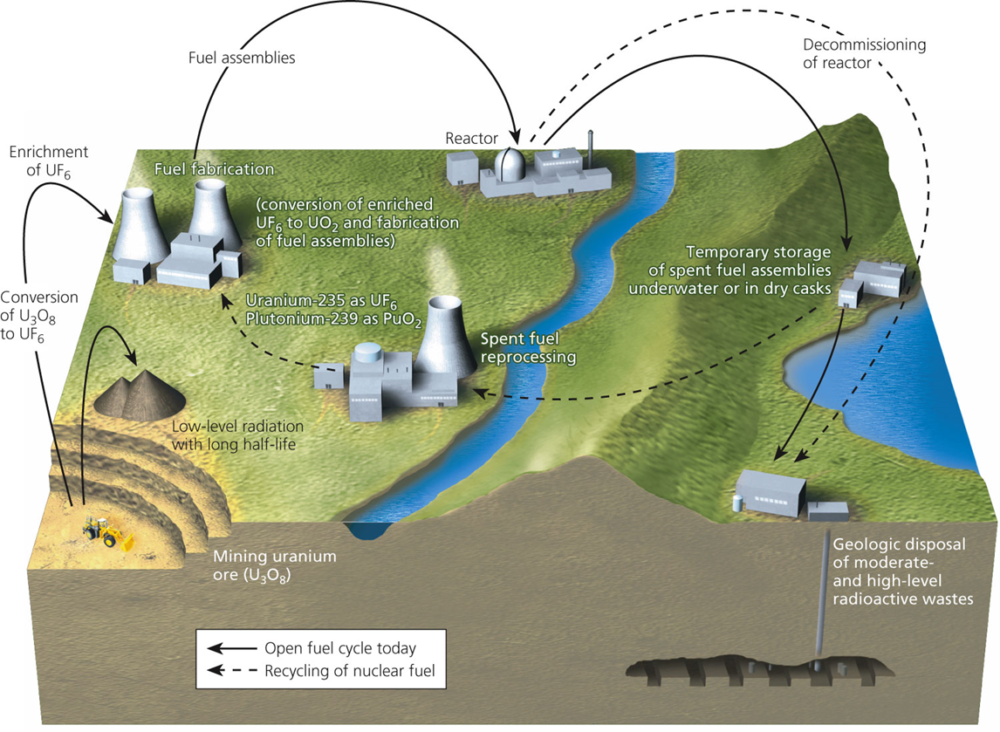 Fuel assemblies
Decommissioning
of reactor
Reactor
Enrichment
of UF₆
Fuel fabrication
(conversion of enriched
UF₆ to UO₂ and fabrication
of fuel assemblies)
Temporary storage
of spent fuel assemblies
underwater or in dry casks
Conversion
of U₃O₈
to UF₆
Uranium-235 as UF₆
Plutonium-239 as PuO₂
Spent fuel
reprocessing
Low-level radiation
with long half-life
Mining uranium
ore (U₃O₈)
Geologic disposal
of moderate-
and high-level
radioactive wastes
Open fuel cycle today
Recycling of nuclear fuel